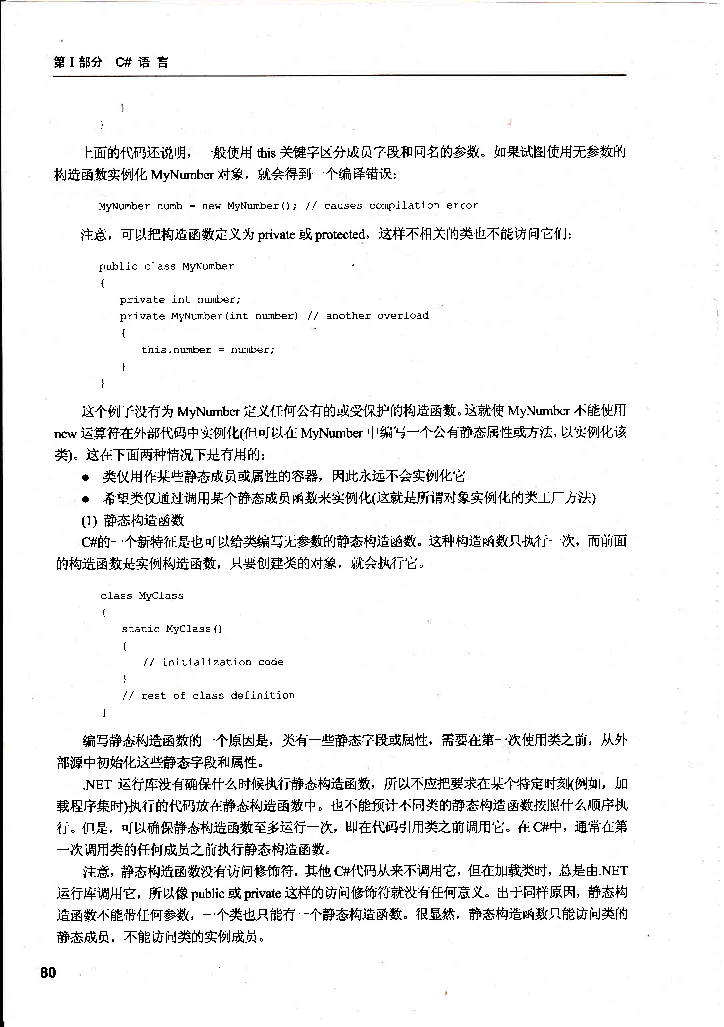 第 I 部分 C# 语 言
}
}
上面的代码还说明，一般使用 this 关键字区分成员字段和同名的参数。如果试图使用无参数的
构造函数实例化 MyNumber 对象，就会得到一个编译错误：
MyNumber numb = new MyNumber(); // causes compilation error
注意，可以把构造函数定义为 private 或 protected，这样不相关的类也不能访问它们：
public class MyNumber
{
private int number;
private MyNumber(int number) // another overload
{
this.number = number;
}
}
这个例子没有为 MyNumber 定义任何公有的或受保护的构造函数。这就使 MyNumber 不能使用
new 运算符在外部代码中实例化(但可以在 MyNumber 中编写一个公有静态属性或方法，以实例化该
类)。这在下面两种情况下是有用的：
● 类仅用作某些静态成员或属性的容器，因此永远不会实例化它
● 希望类仅通过调用某个静态成员函数来实例化(这就是所谓对象实例化的类工厂方法)
(1) 静态构造函数
C#的一个新特征是也可以给类编写无参数的静态构造函数。这种构造函数只执行一次，而前面
的构造函数是实例构造函数，只要创建类的对象，就会执行它。
class MyClass
{
static MyClass()
{
// initialization code
}
// rest of class definition
}
编写静态构造函数的一个原因是，类有一些静态字段或属性，需要在第一次使用类之前，从外
部源中初始化这些静态字段和属性。
.NET 运行库没有确保什么时候执行静态构造函数，所以不应把要求在某个特定时刻(例如，加
载程序集时)执行的代码放在静态构造函数中。也不能预计不同类的静态构造函数按照什么顺序执
行。但是，可以确保静态构造函数至多运行一次，即在代码引用类之前调用它。在 C#中，通常在第
一次调用类的任何成员之前执行静态构造函数。
注意，静态构造函数没有访问修饰符，其他 C#代码从来不调用它，但在加载类时，总是由.NET
运行库调用它，所以像 public 或 private 这样的访问修饰符就没有任何意义。出于同样原因，静态构
造函数不能带任何参数，一个类也只能有一个静态构造函数。很显然，静态构造函数只能访问类的
静态成员，不能访问类的实例成员。
80